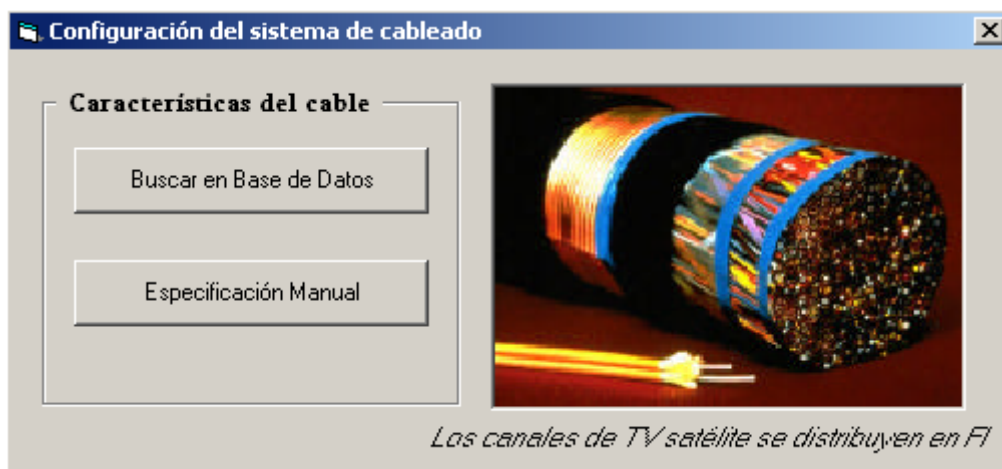 Configuración del sistema de cableado
Características del cable
Buscar en Base de Datos
Especificación Manual
Los canales de TV satélite se distribuyen en FI